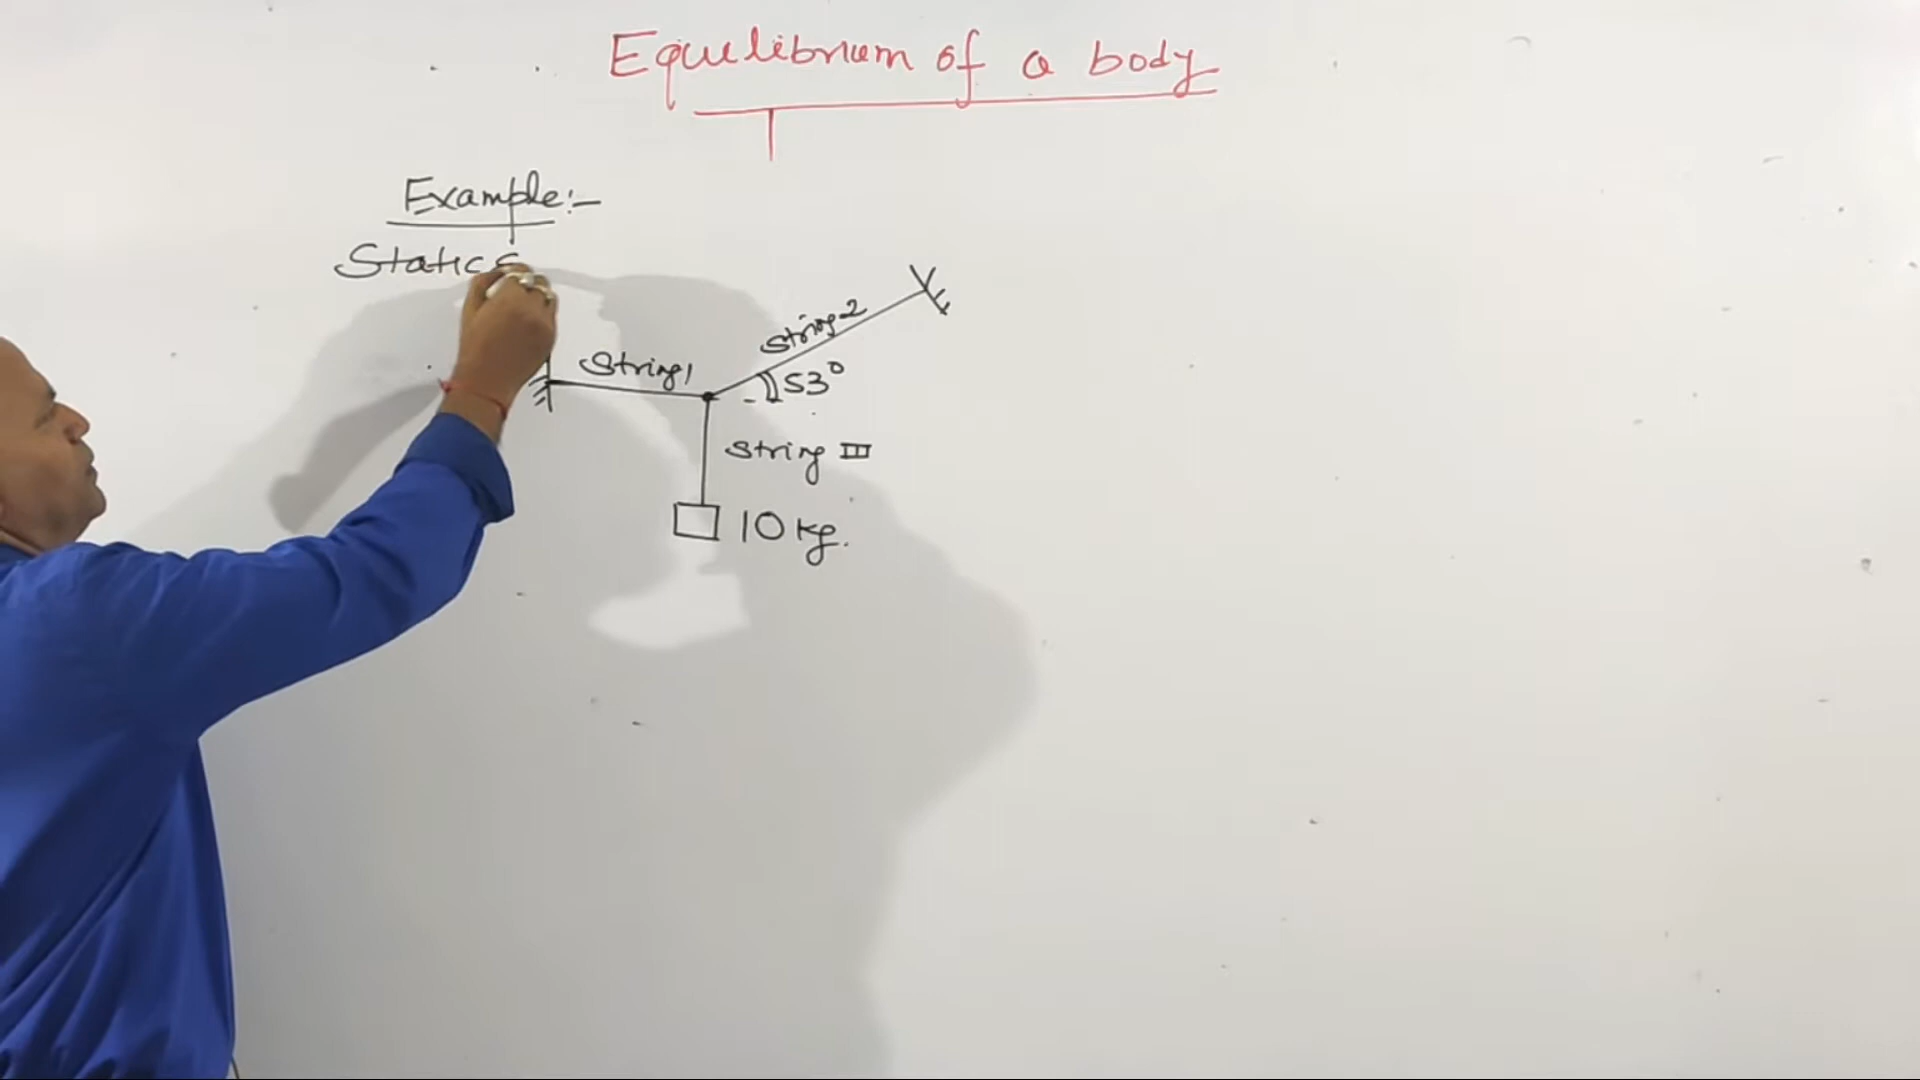 Equilibrium of a body
Example:-
Statics
String 2
String 1
53°
String III
10 kg.